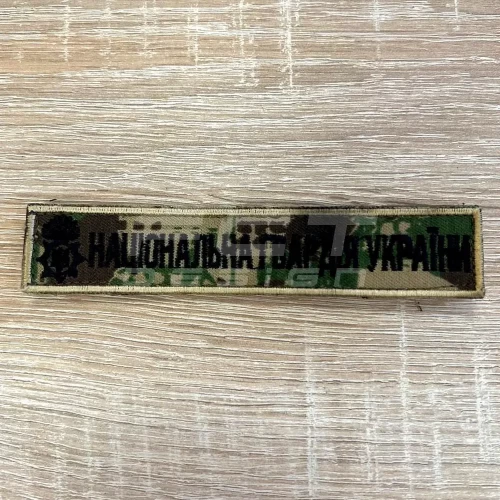 НАЦІОНАЛЬНА ГВАРДІЯ УКРАЇНИ